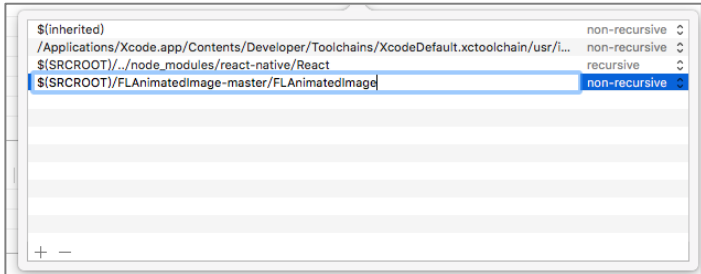 $(inherited) non-recursive
/Applications/Xcode.app/Contents/Developer/Toolchains/XcodeDefault.xctoolchain/usr/i... non-recursive
$(SRCROOT)/../node_modules/react-native/React recursive
$(SRCROOT)/FLAnimatedImage-master/FLAnimatedImage non-recursive